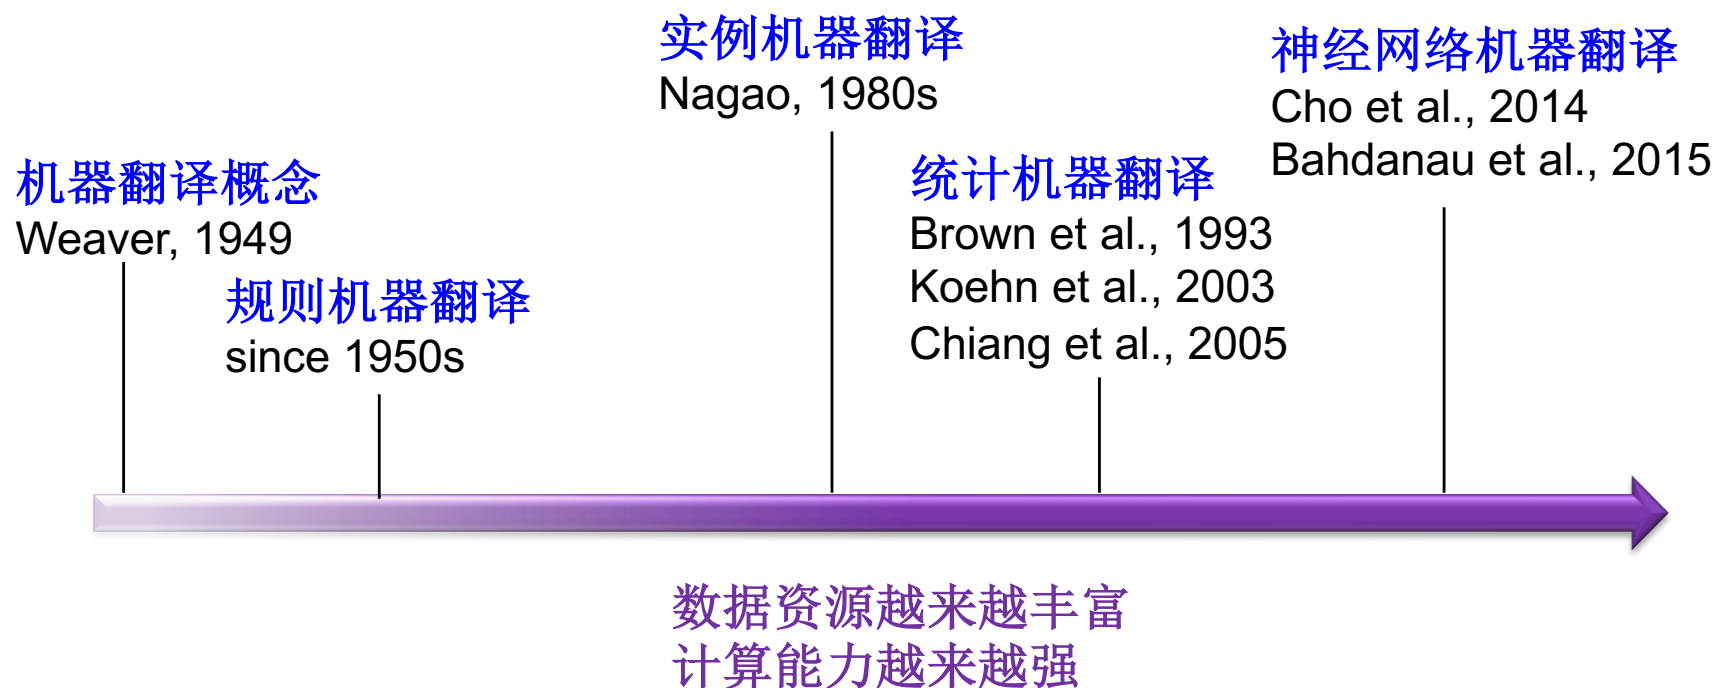 机器翻译概念
Weaver, 1949
规则机器翻译
since 1950s
实例机器翻译
Nagao, 1980s
统计机器翻译
Brown et al., 1993
Koehn et al., 2003
Chiang et al., 2005
神经网络机器翻译
Cho et al., 2014
Bahdanau et al., 2015
数据资源越来越丰富
计算能力越来越强